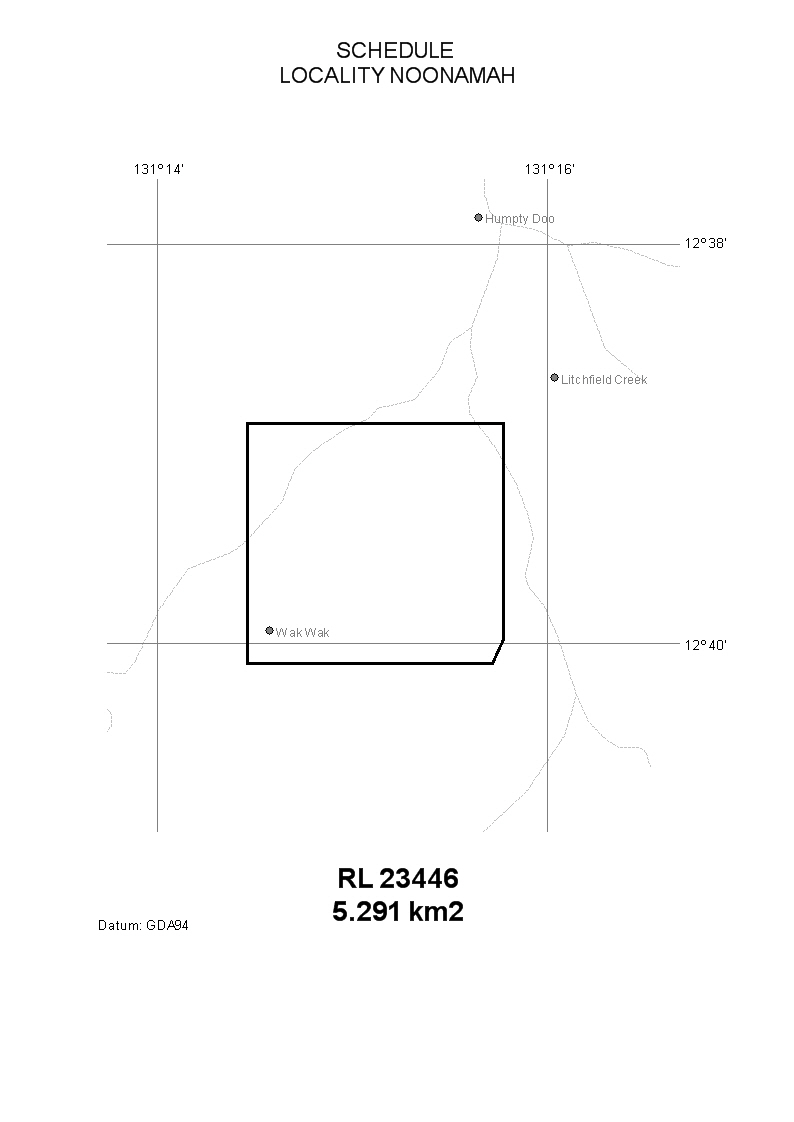 SCHEDULE
LOCALITY NOONAMAH
131°14'
131°16'
Humpty Doo
12°38'
Litchfield Creek
Wak Wak
12°40'
RL 23446
5.291 km2
Datum: GDA94